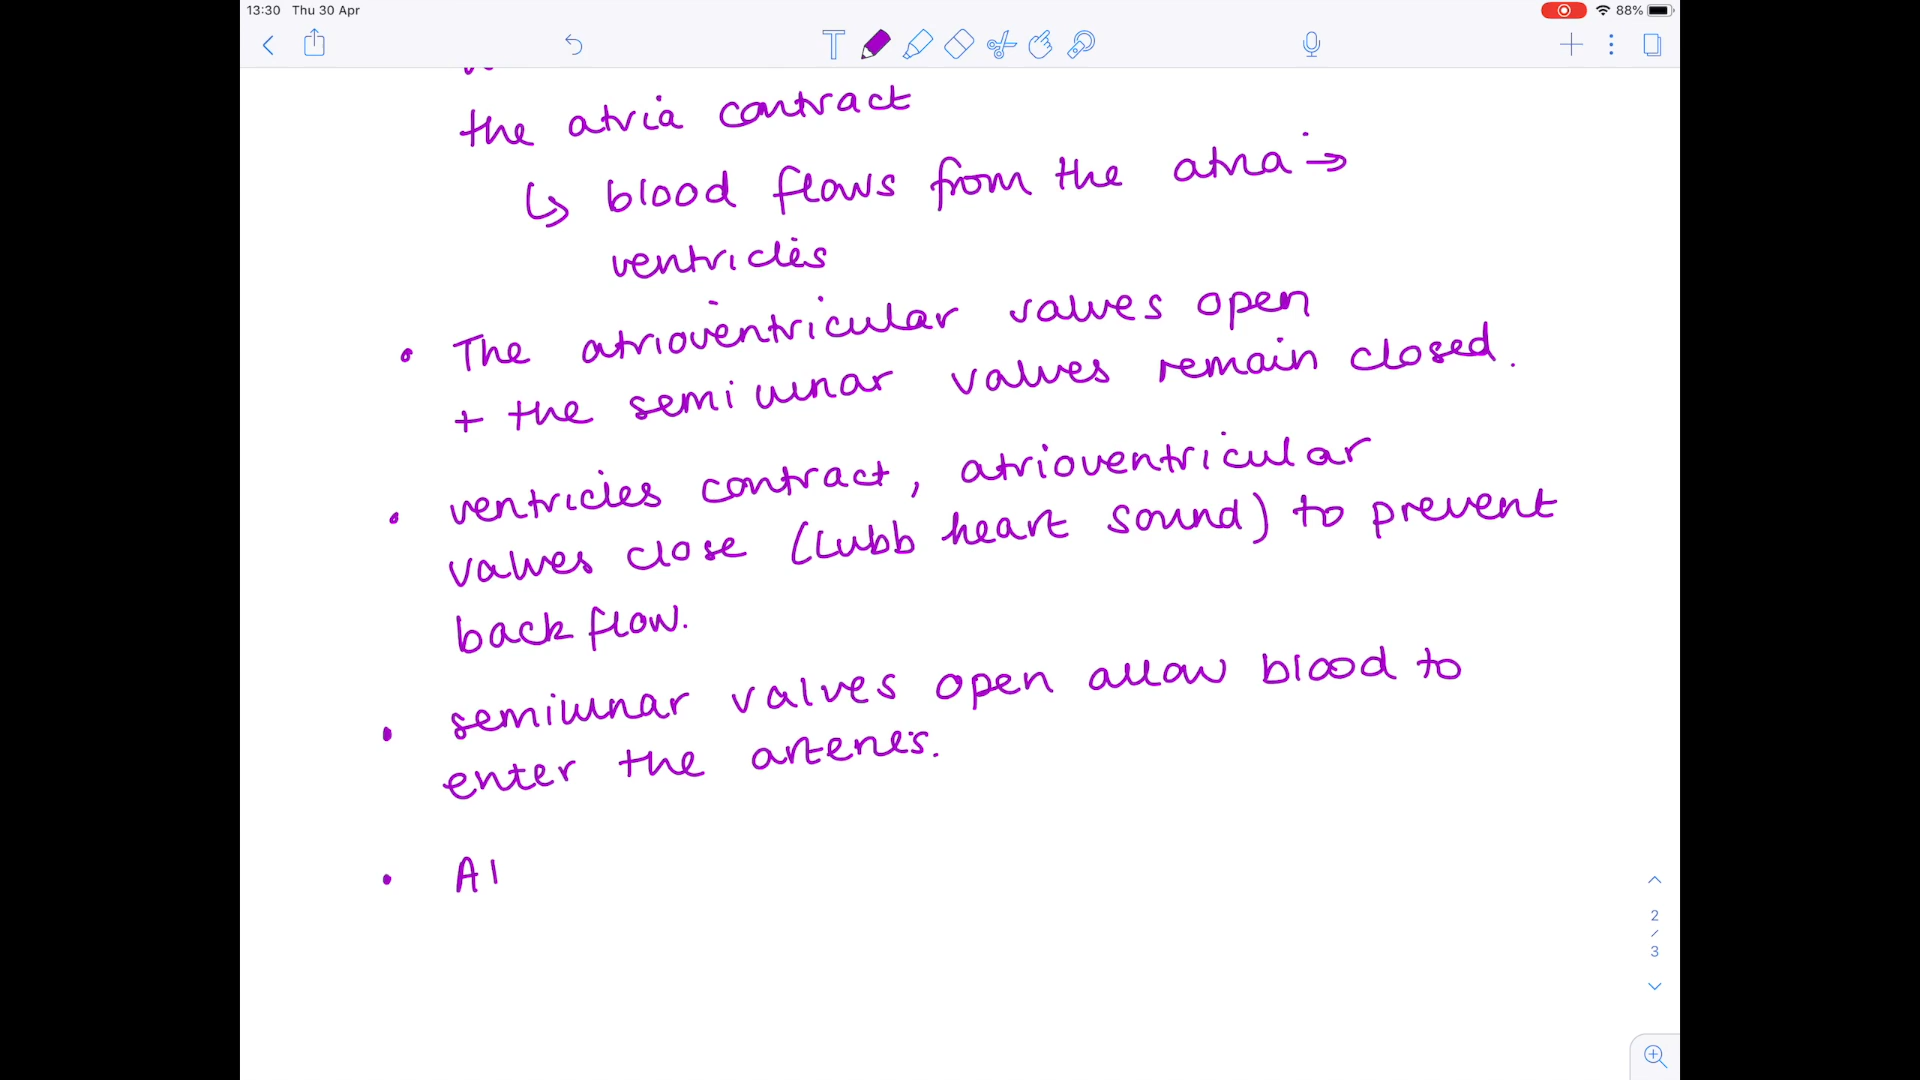 13:30 Thu 30 Apr
88%
T
the atria contract
↳ blood flows from the atria →
ventricles
• The atrioventricular valves open
+ the semilunar valves remain closed.
• ventricles contract, atrioventricular
valves close (Lubb heart sound) to prevent
backflow.
• semilunar valves open allow blood to
enter the arteries.
• Al
2
/
3